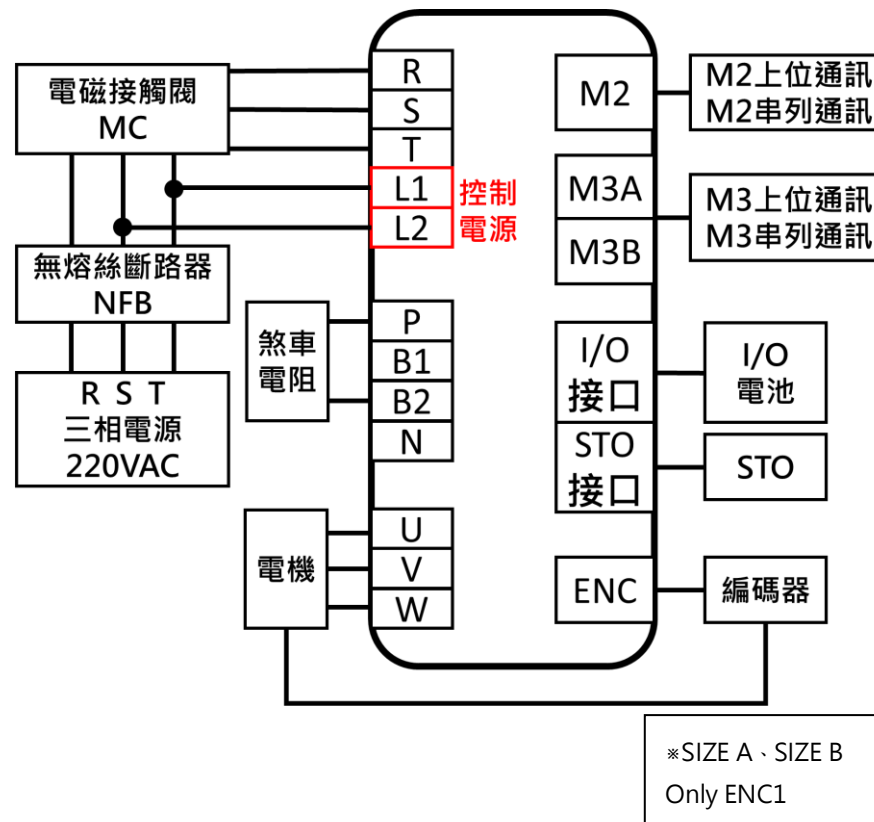 電磁接觸閥
MC
無熔絲斷路器
NFB
R S T
三相電源
220VAC
煞車
電阻
電機
R
S
T
L1
L2
控制
電源
P
B1
B2
N
U
V
W
M2
M3A
M3B
I/O
接口
STO
接口
ENC
M2上位通訊
M2串列通訊
M3上位通訊
M3串列通訊
I/O
電池
STO
編碼器
※SIZE A、SIZE B
Only ENC1